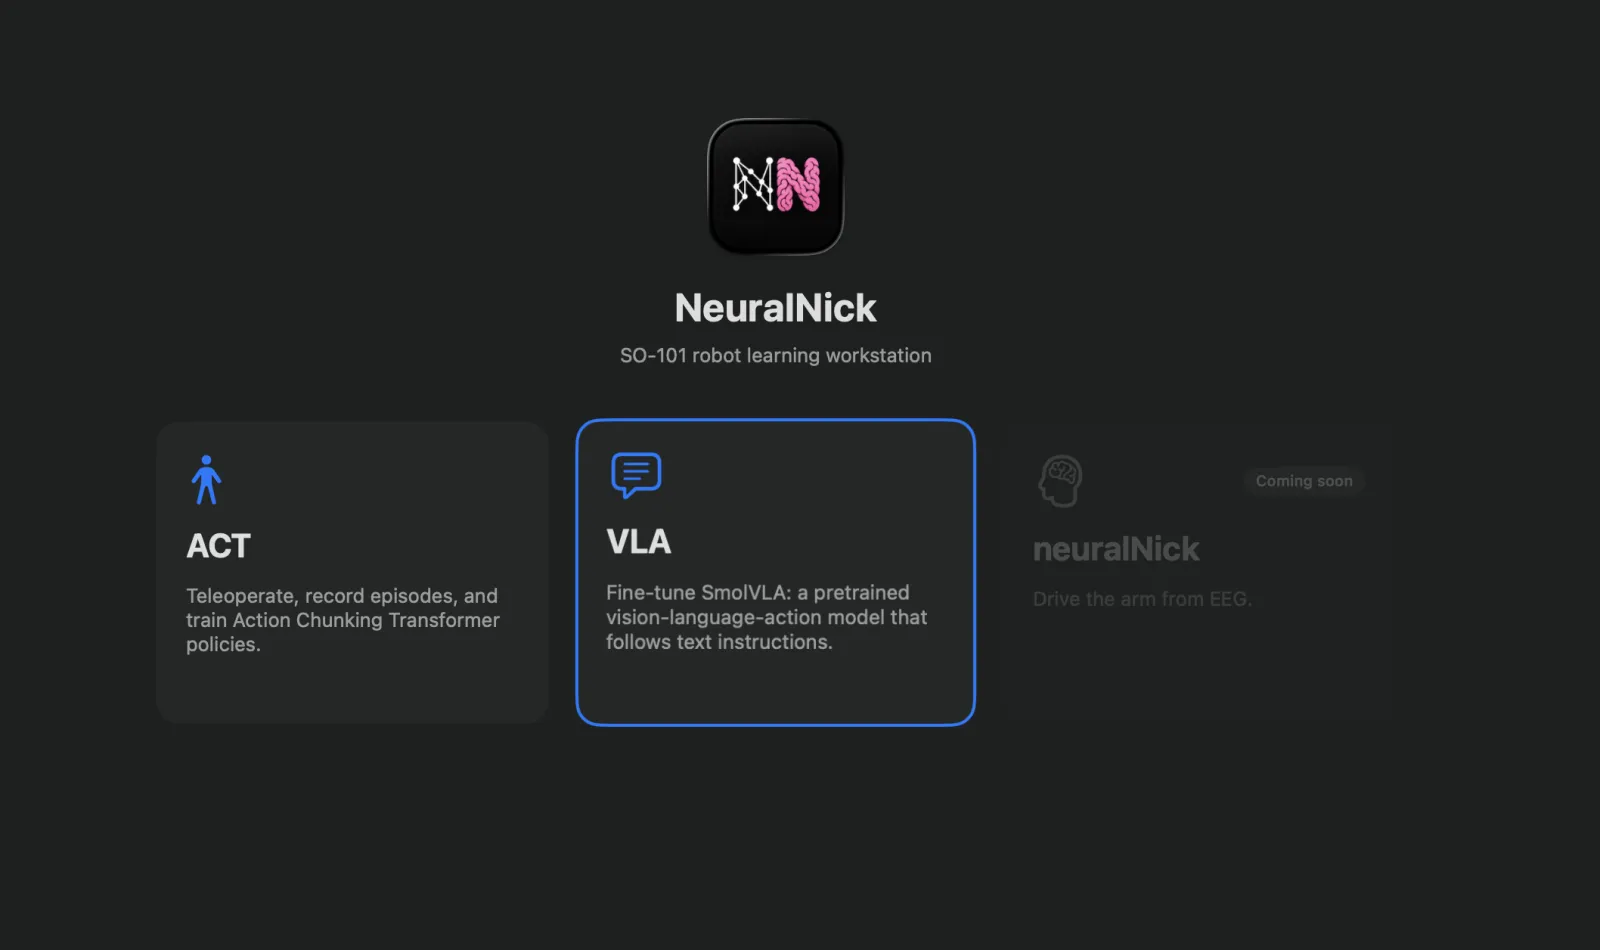 NN
NeuralNick
SO-101 robot learning workstation
ACT
Teleoperate, record episodes, and
train Action Chunking Transformer
policies.
VLA
Fine-tune SmolVLA: a pretrained
vision-language-action model that
follows text instructions.
Coming soon
neuralNick
Drive the arm from EEG.